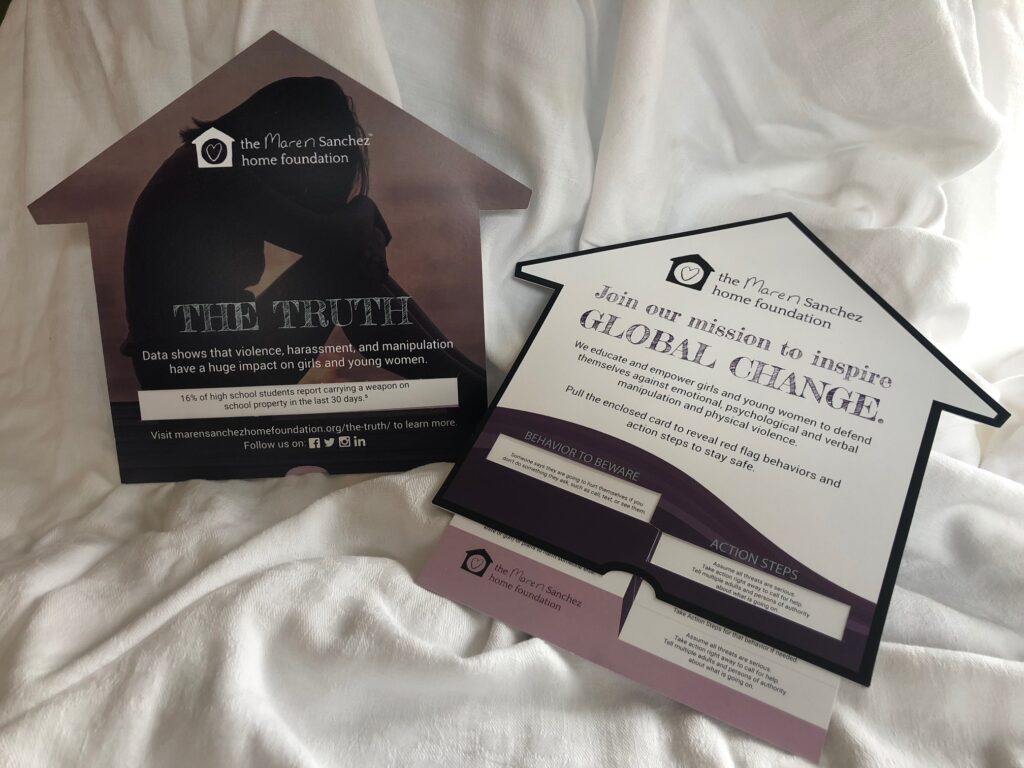 the Maren Sanchez™
home foundation
THE TRUTH
Data shows that violence, harassment, and manipulation
have a huge impact on girls and young women.
16% of high school students report carrying a weapon on
school property in the last 30 days.⁵
Visit marensanchezhomefoundation.org/the-truth/ to learn more.
Follow us on:
the Maren Sanchez
home foundation
Join our mission to inspire
GLOBAL CHANGE.®
We educate and empower girls and young women to defend
themselves against emotional, psychological and verbal
manipulation and physical violence.
Pull the enclosed card to reveal red flag behaviors and
action steps to stay safe.
BEHAVIOR TO BEWARE
Someone says they are going to hurt themselves if you
don't do something they ask, such as call, text, or see them.
ACTION STEPS
Assume all threats are serious.
Take action right away to call for help.
Tell multiple adults and persons of authority
about what is going on.
the Maren Sanchez
home foundation
Take Action Steps for that behavior if needed.
Assume all threats are serious.
Take action right away to call for help.
Tell multiple adults and persons of authority
about what is going on.